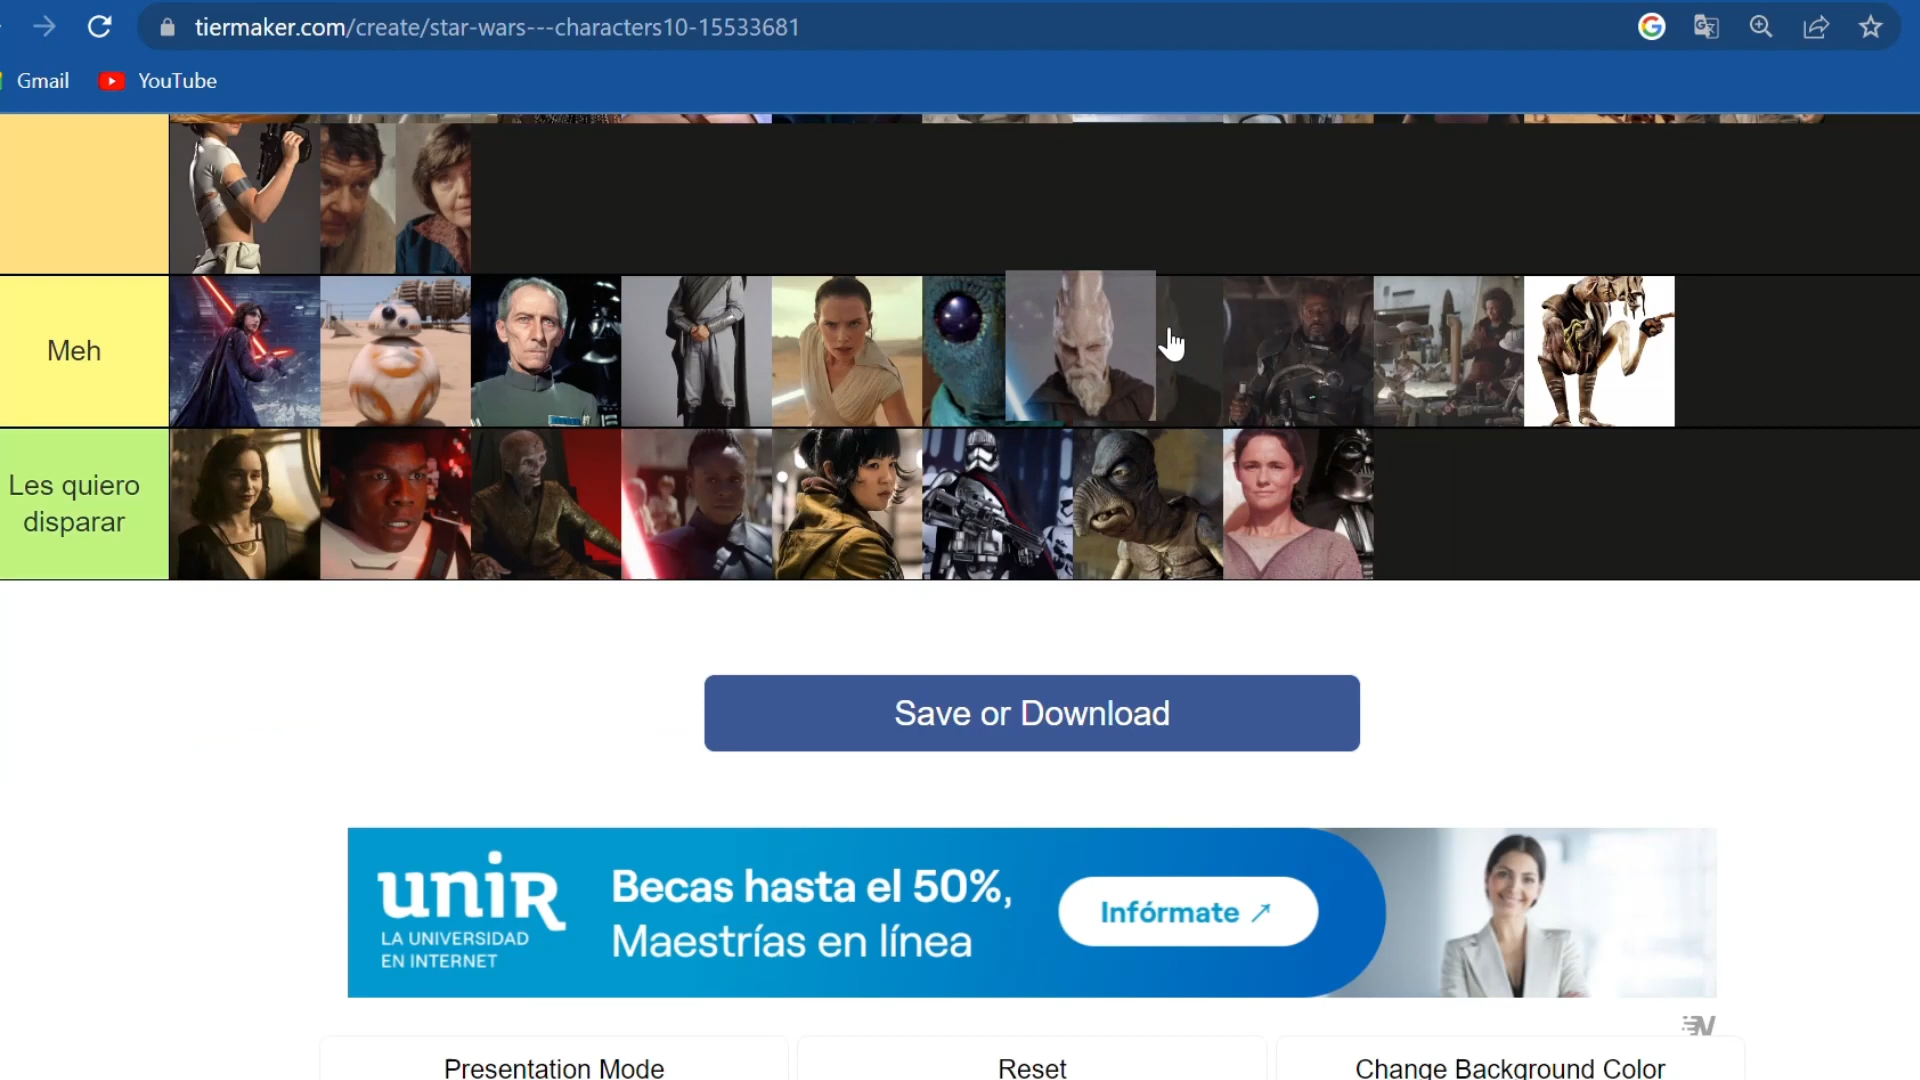 tiermaker.com/create/star-wars---characters10-15533681
Gmail
YouTube
Meh
Les quiero
disparar
Save or Download
unir
LA UNIVERSIDAD
EN INTERNET
Becas hasta el 50%,
Maestrías en línea
Infórmate ↗
Presentation Mode
Reset
Change Background Color